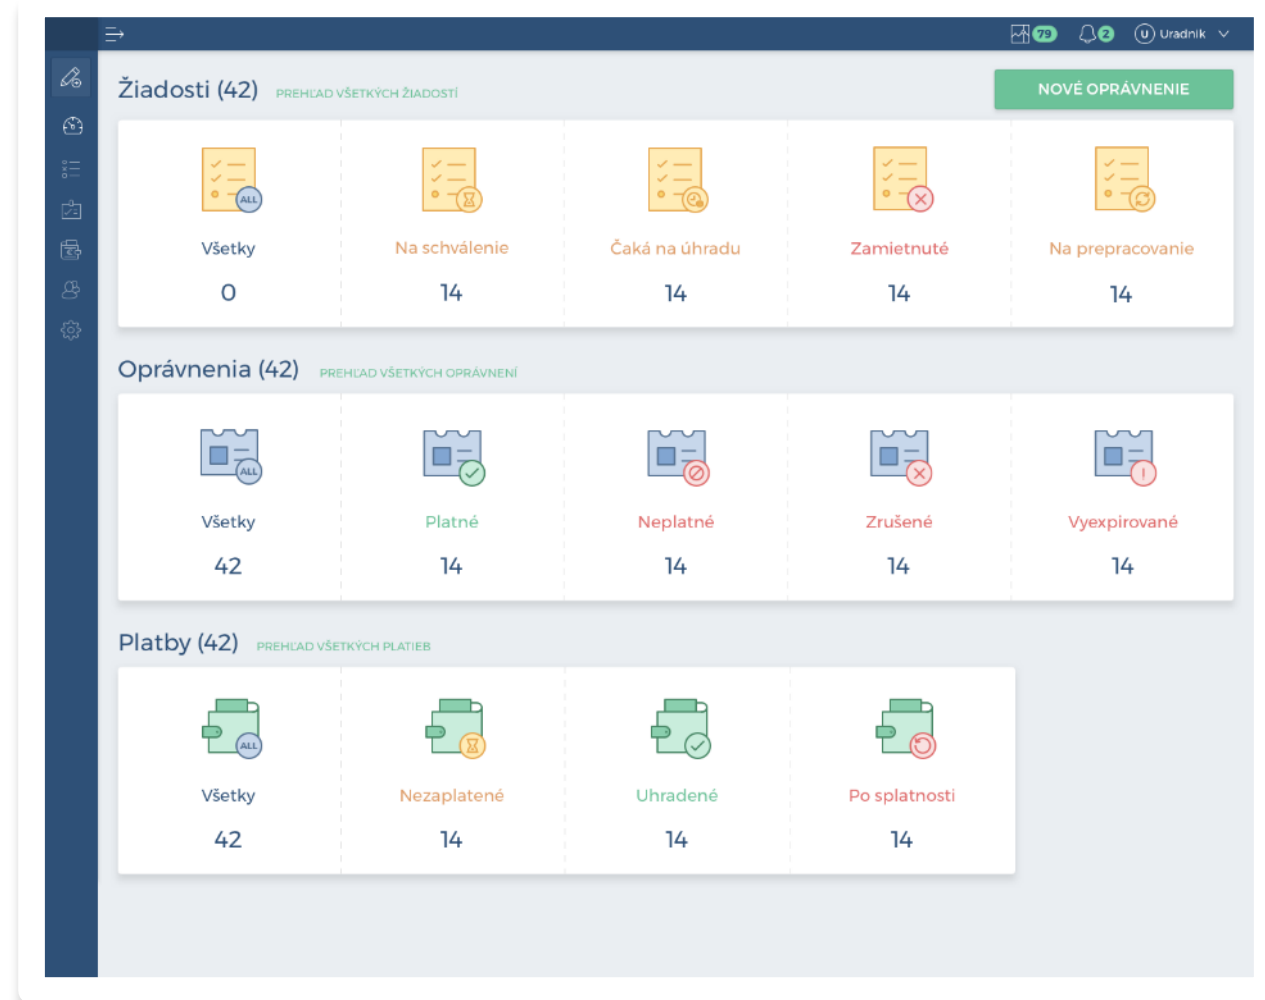 79 2 U Uradnik
Žiadosti (42) PREHĽAD VŠETKÝCH ŽIADOSTÍ NOVÉ OPRÁVNENIE
ALL
Všetky Na schválenie Čaká na úhradu Zamietnuté Na prepracovanie
0 14 14 14 14
Oprávnenia (42) PREHĽAD VŠETKÝCH OPRÁVNENÍ
ALL
Všetky Platné Neplatné Zrušené Vyexpirované
42 14 14 14 14
Platby (42) PREHĽAD VŠETKÝCH PLATIEB
ALL
Všetky Nezaplatené Uhradené Po splatnosti
42 14 14 14